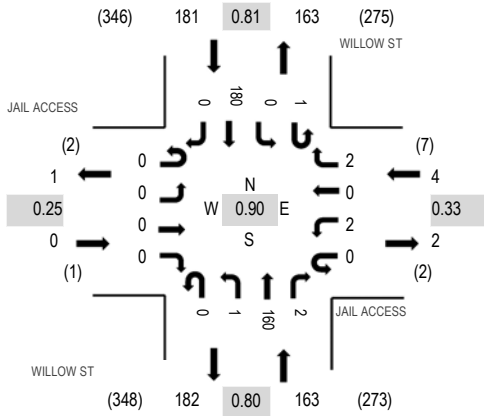 (346) 181 0.81 163 (275)
WILLOW ST
0 180 0 1
JAIL ACCESS
(2) 0 2 (7)
1 0 N 0 4
0.25 W 0.90 E 0.33
0 0 S 2 2
(1) 0 0 (2)
0 1 160 2
JAIL ACCESS
WILLOW ST
(348) 182 0.80 163 (273)